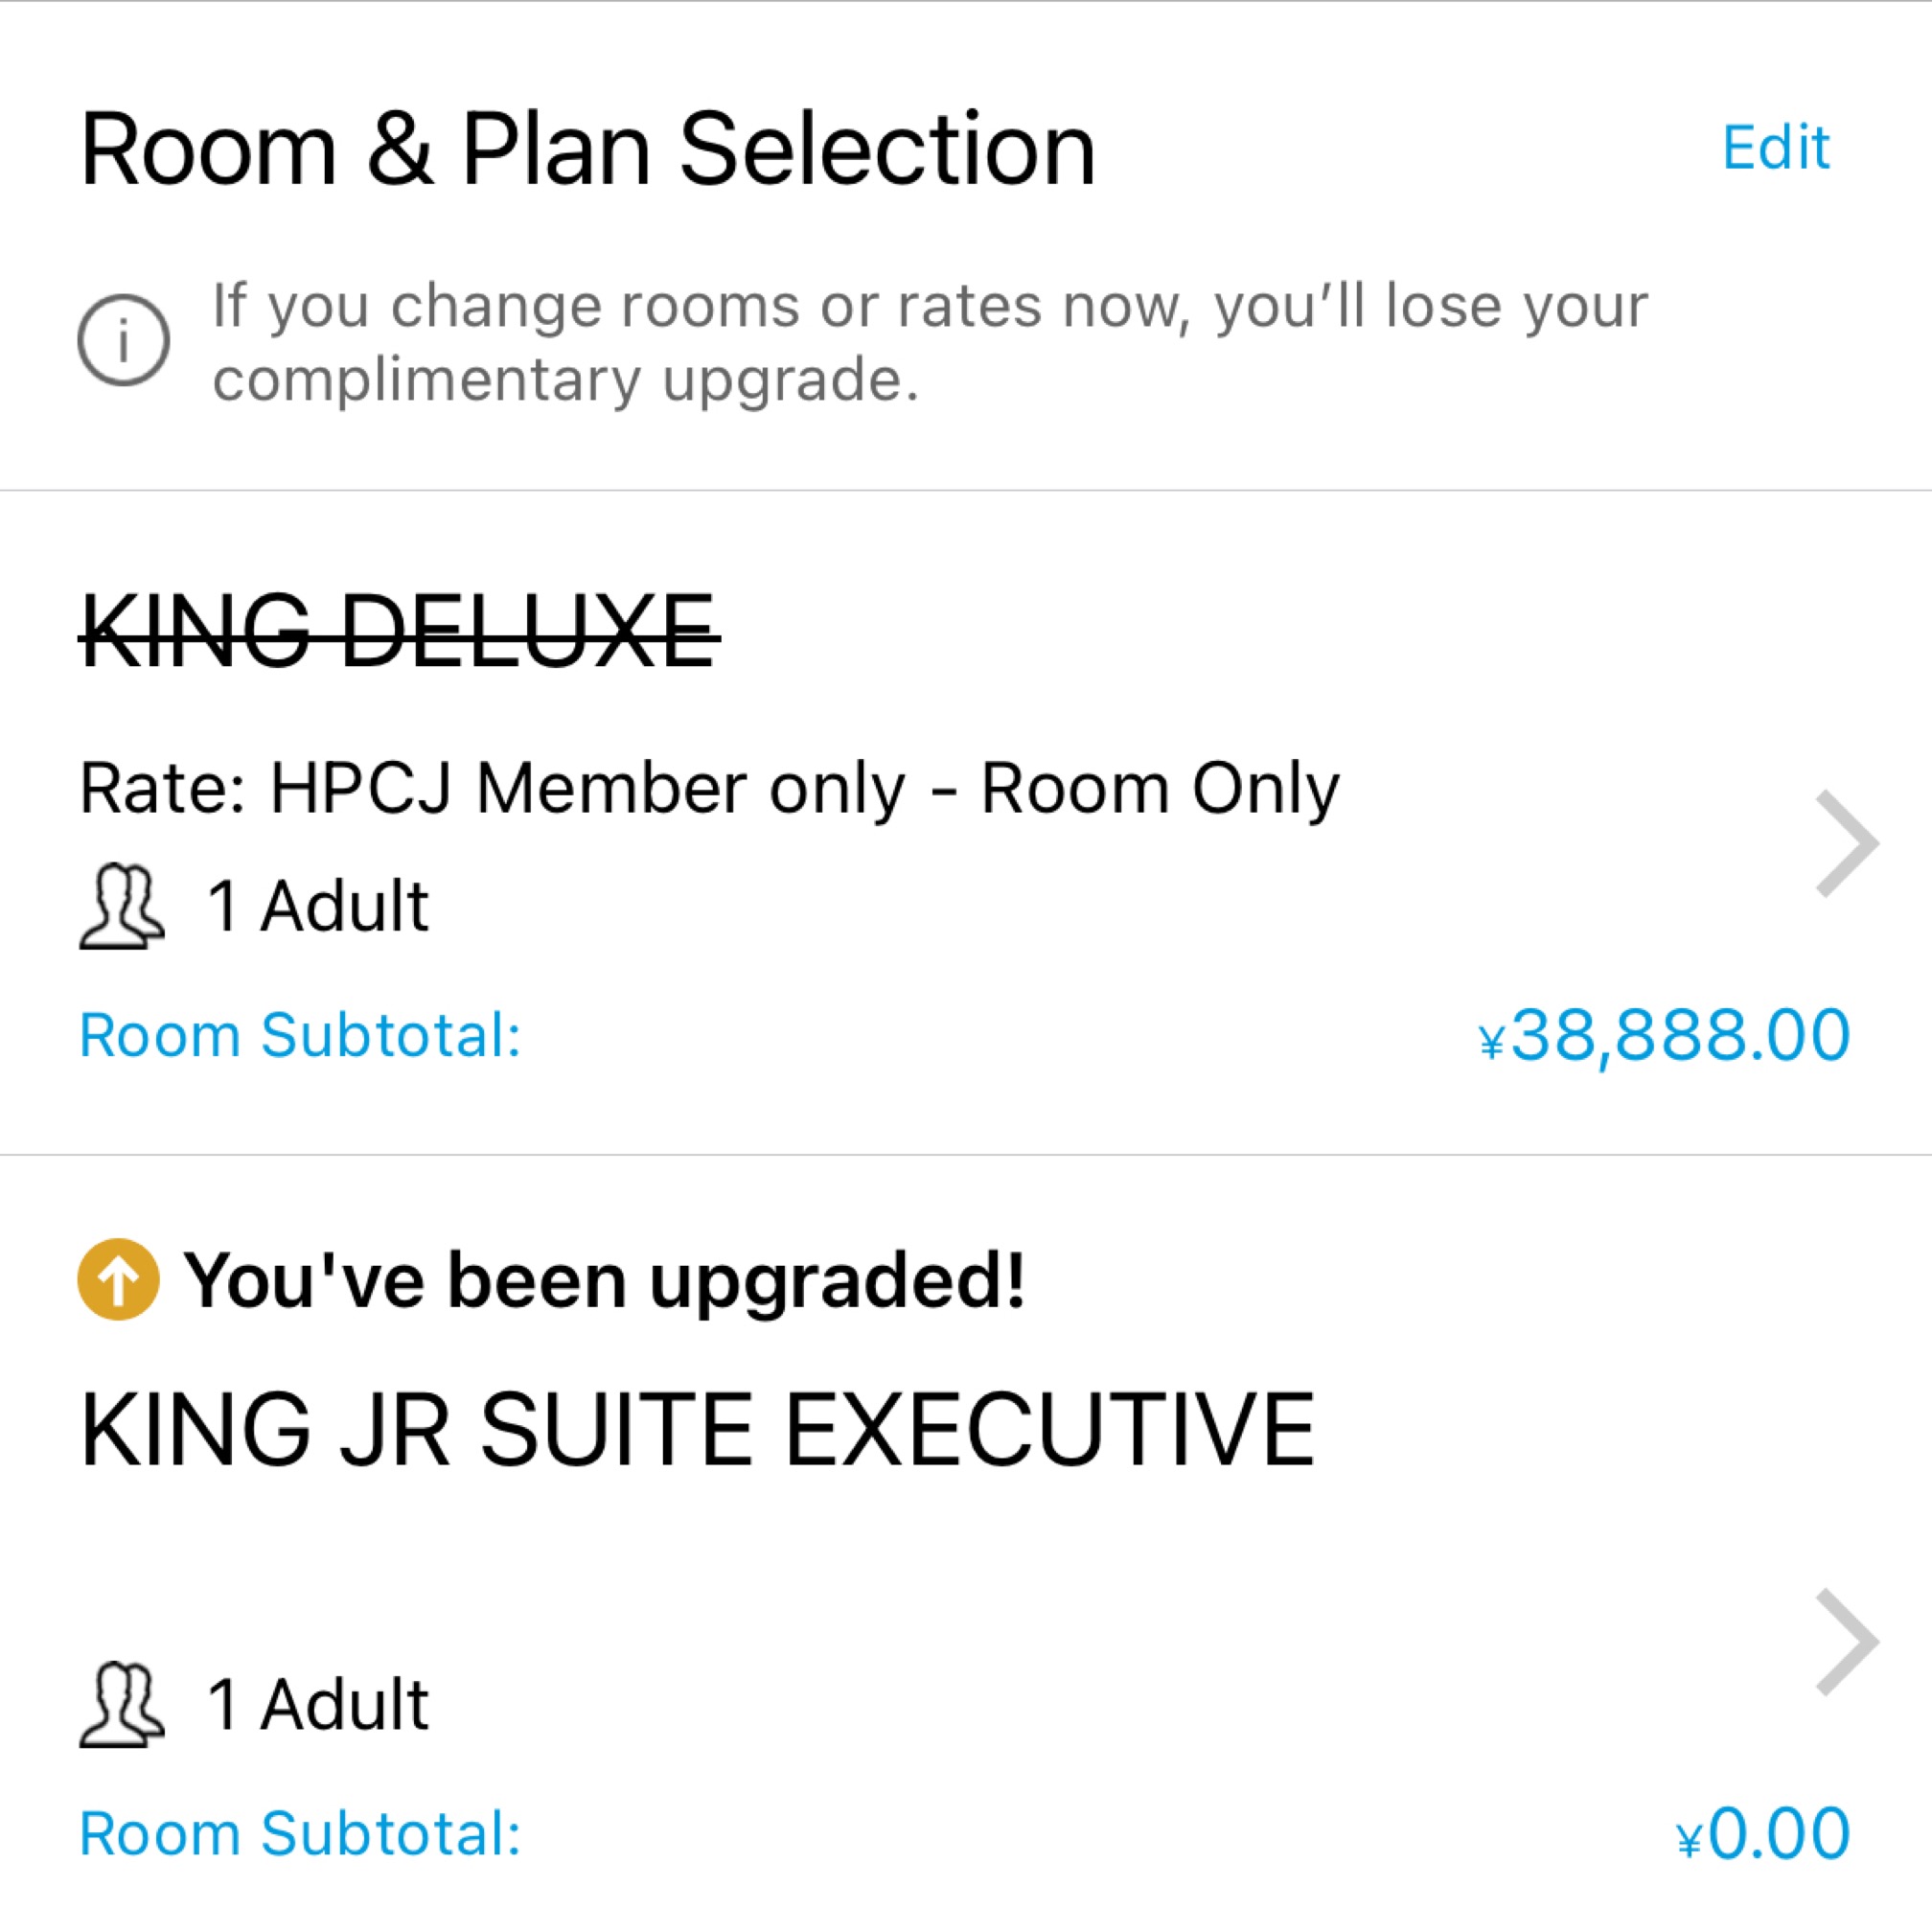 Room & Plan Selection
Edit
If you change rooms or rates now, you’ll lose your
complimentary upgrade.
KING DELUXE
Rate: HPCJ Member only - Room Only
1 Adult
Room Subtotal:
¥38,888.00
You've been upgraded!
KING JR SUITE EXECUTIVE
1 Adult
Room Subtotal:
¥0.00